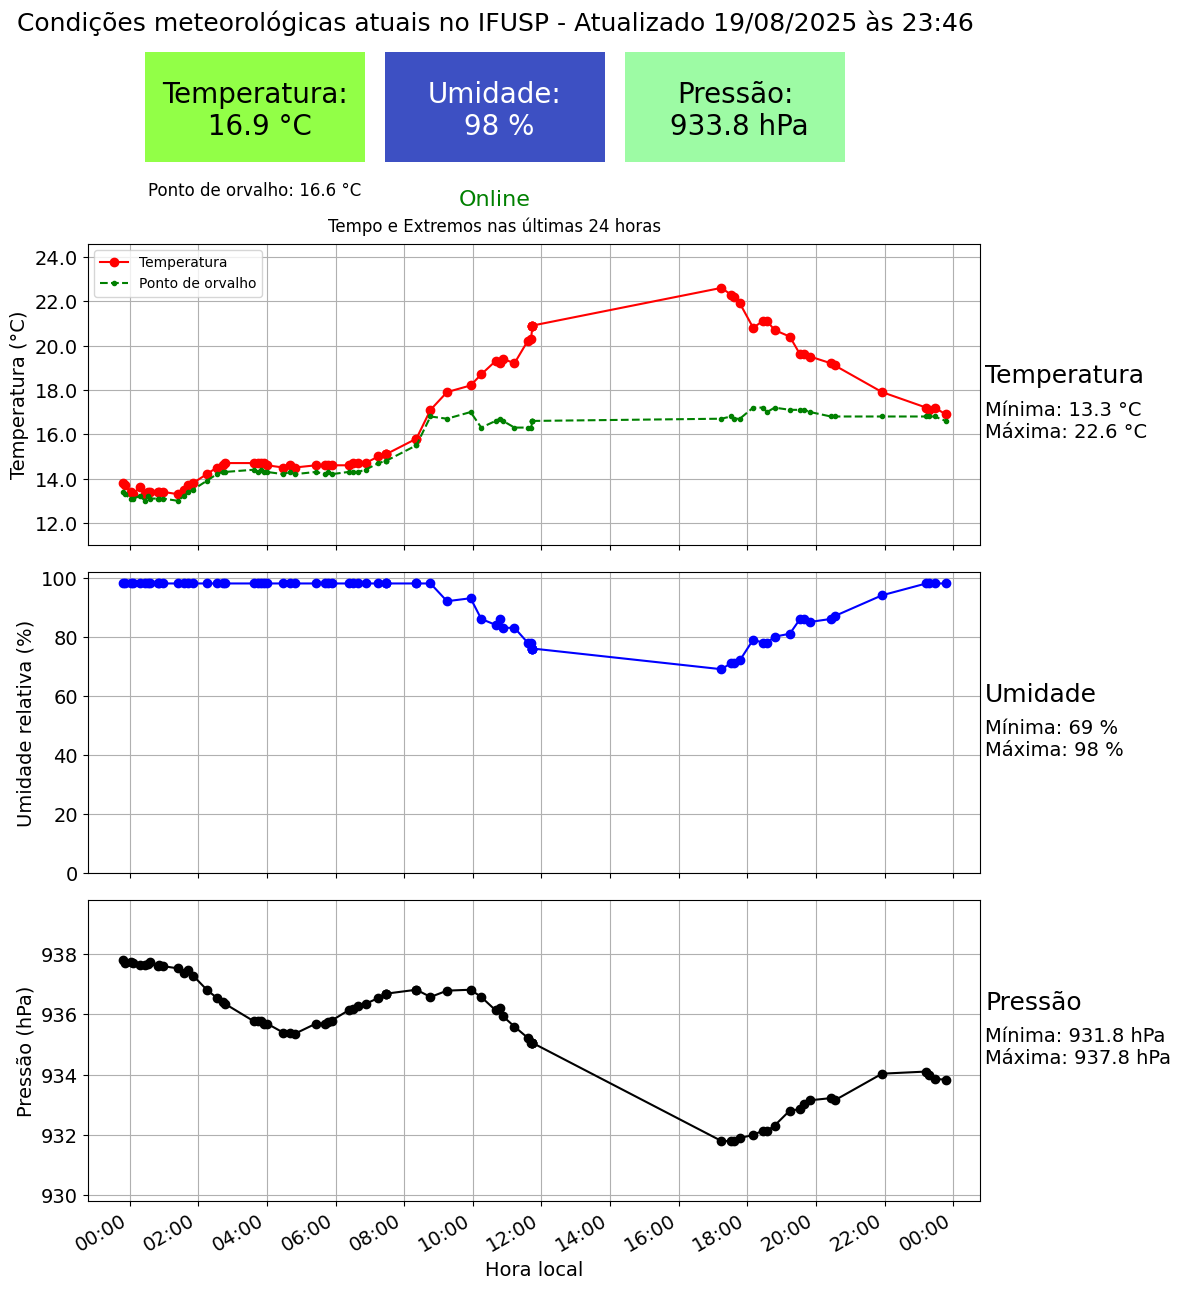 Condições meteorológicas atuais no IFUSP - Atualizado 19/08/2025 às 23:46
Temperatura:
16.9 °C
Umidade:
98 %
Pressão:
933.8 hPa
Ponto de orvalho: 16.6 °C
Online
Tempo e Extremos nas últimas 24 horas
Temperatura
Ponto de orvalho
Temperatura (°C)
24.0
22.0
20.0
18.0
16.0
14.0
12.0
Temperatura
Mínima: 13.3 °C
Máxima: 22.6 °C
Umidade relativa (%)
100
80
60
40
20
0
Umidade
Mínima: 69 %
Máxima: 98 %
Pressão (hPa)
938
936
934
932
930
Pressão
Mínima: 931.8 hPa
Máxima: 937.8 hPa
00:00 02:00 04:00 06:00 08:00 10:00 12:00 14:00 16:00 18:00 20:00 22:00 00:00
Hora local